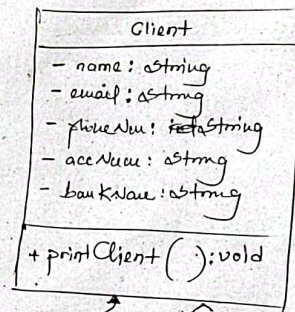 Client
- name: String
- email: String
- phoneNum: String
- accNum: String
- bankName: String
+ printClient ( ): void